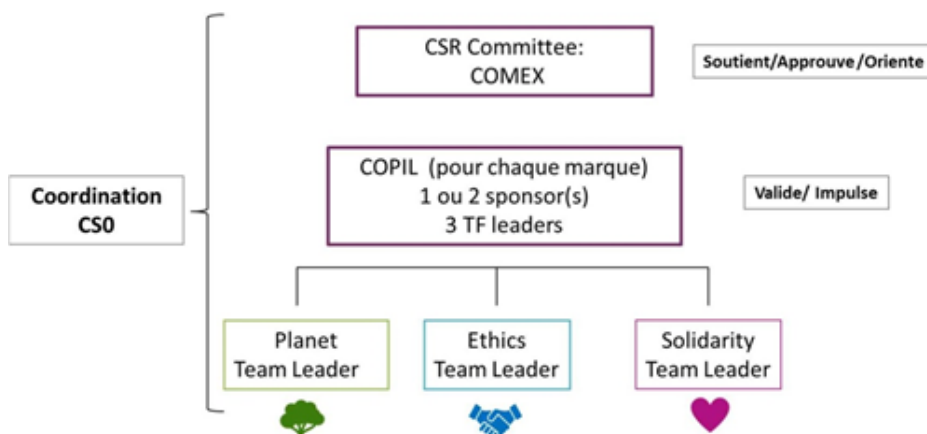 CSR Committee:
COMEX
Soutient/Approuve/Oriente
COPIL (pour chaque marque)
1 ou 2 sponsor(s)
3 TF leaders
Valide/ Impulse
Coordination
CS0
Planet
Team Leader
Ethics
Team Leader
Solidarity
Team Leader